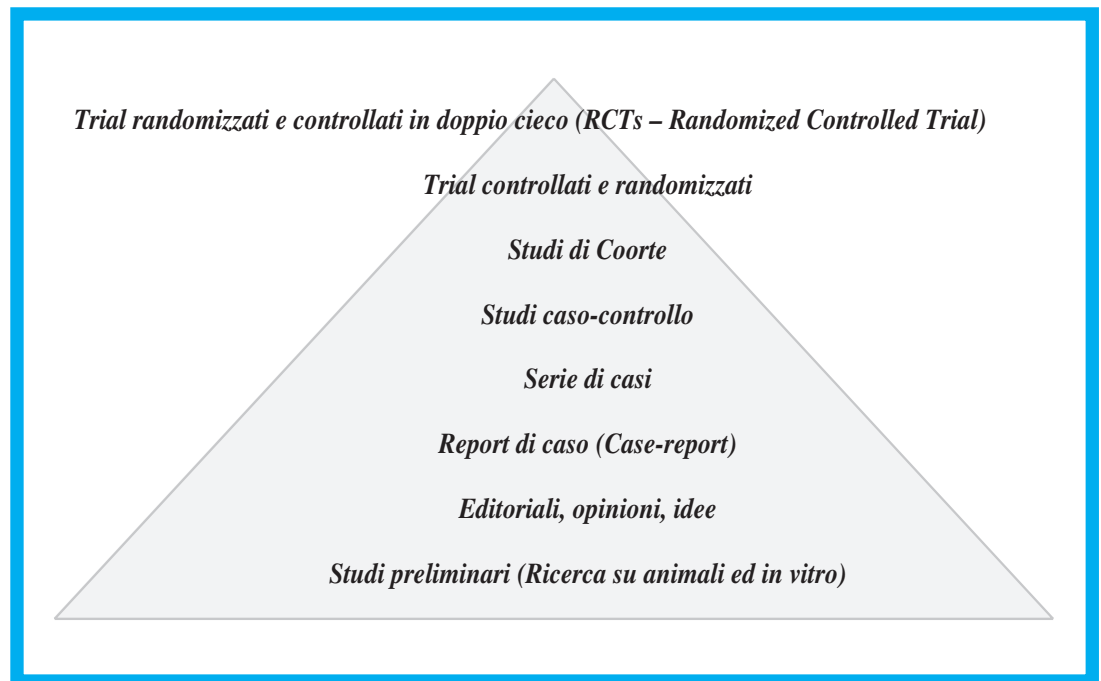 Trial randomizzati e controllati in doppio cieco (RCTs – Randomized Controlled Trial)
Trial controllati e randomizzati
Studi di Coorte
Studi caso-controllo
Serie di casi
Report di caso (Case-report)
Editoriali, opinioni, idee
Studi preliminari (Ricerca su animali ed in vitro)